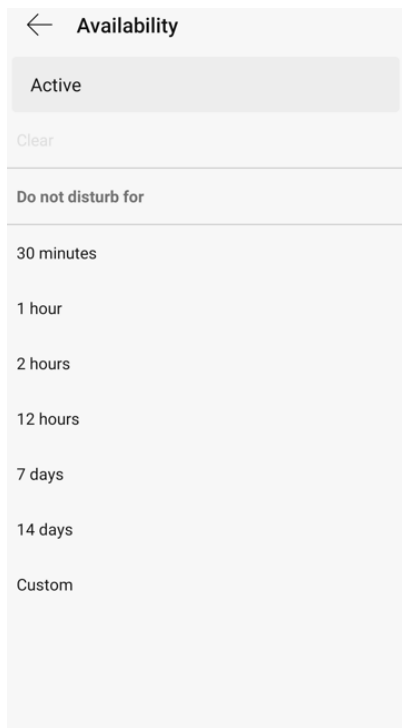 Availability
Active
Clear
Do not disturb for
30 minutes
1 hour
2 hours
12 hours
7 days
14 days
Custom